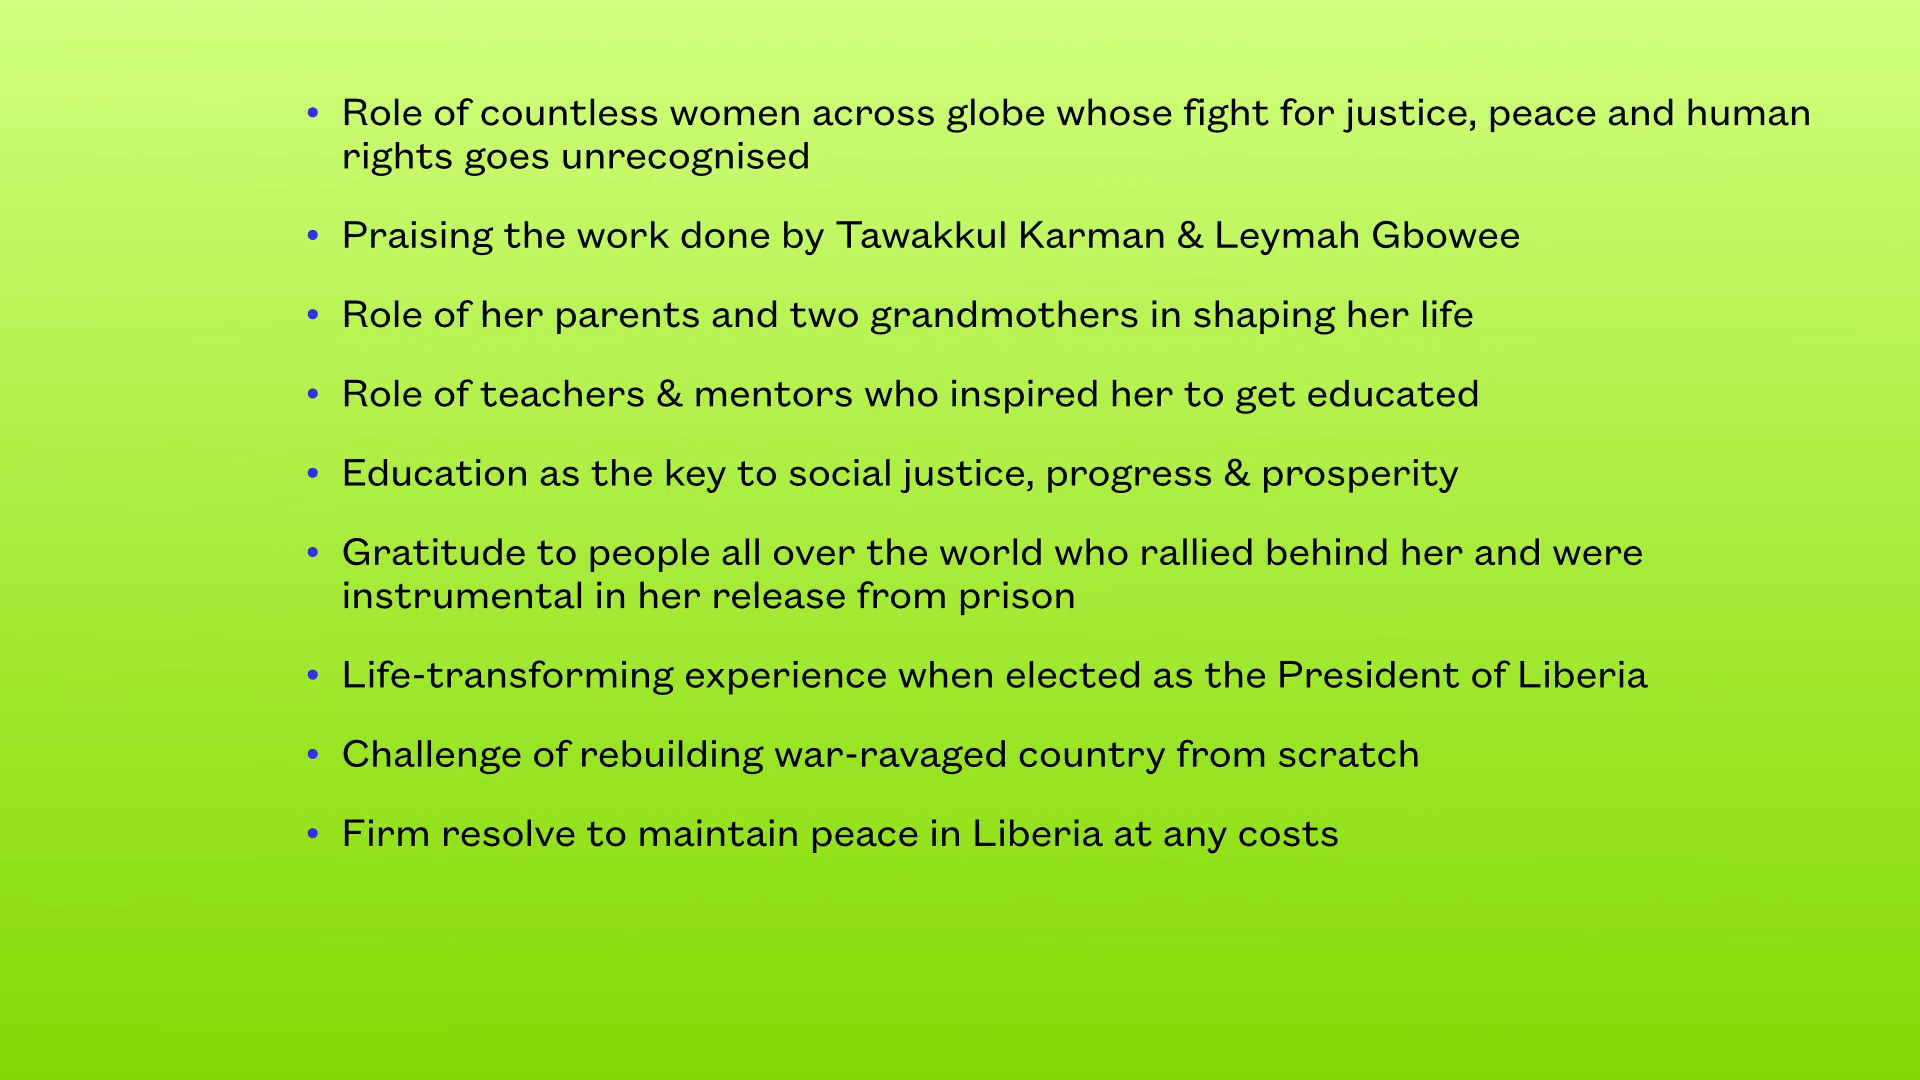 • Role of countless women across globe whose fight for justice, peace and human
rights goes unrecognised
• Praising the work done by Tawakkul Karman & Leymah Gbowee
• Role of her parents and two grandmothers in shaping her life
• Role of teachers & mentors who inspired her to get educated
• Education as the key to social justice, progress & prosperity
• Gratitude to people all over the world who rallied behind her and were
instrumental in her release from prison
• Life-transforming experience when elected as the President of Liberia
• Challenge of rebuilding war-ravaged country from scratch
• Firm resolve to maintain peace in Liberia at any costs